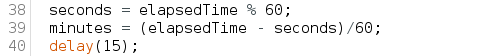 38 seconds = elapsedTime % 60;
39 minutes = (elapsedTime - seconds)/60;
40 delay(15);